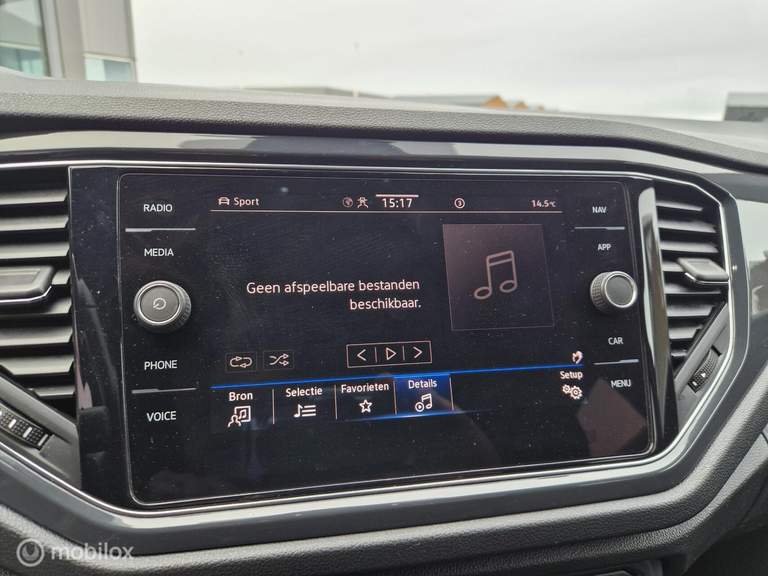 RADIO
MEDIA
PHONE
VOICE
Sport 15:17 3 14.5°C
Geen afspeelbare bestanden
beschikbaar.
Bron Selectie Favorieten Details Setup
NAV
APP
CAR
MENU
mobilox